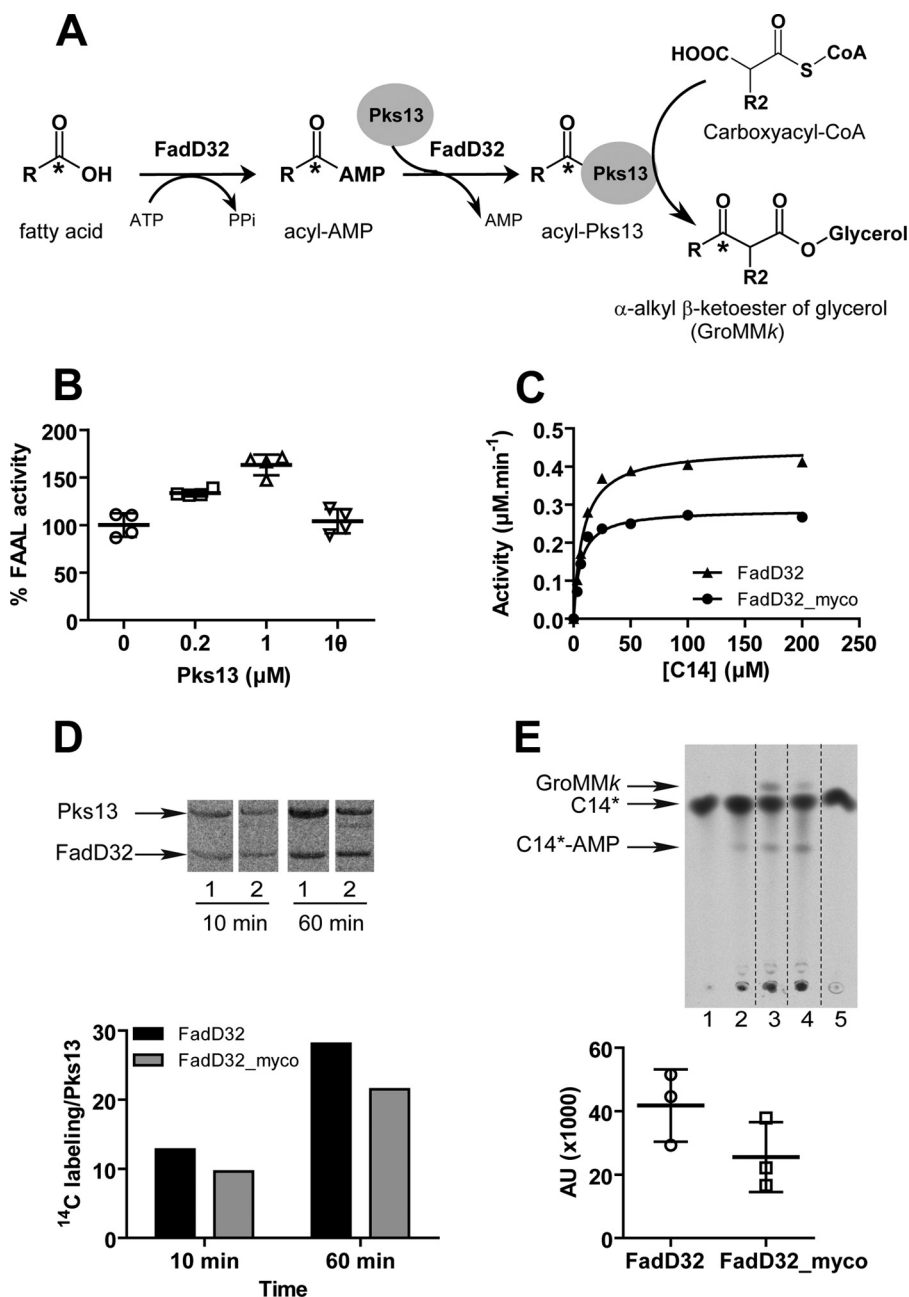 A
HOOC
O
S
CoA
R2
Carboxyacyl-CoA
O
R * OH
FadD32
ATP PPi
O
R * AMP
Pks13
FadD32
AMP
O
R * Pks13
fatty acid
acyl-AMP
acyl-Pks13
O O
R * O Glycerol
R2
α-alkyl β-ketoester of glycerol
(GroMMk)
B
% FAAL activity
200
150
100
50
0
0 0.2 1 10
Pks13 (µM)
C
Activity (µM.min-1)
0.5
0.4
0.3
0.2
0.1
0.0
FadD32
FadD32_myco
0 50 100 150 200 250
[C14] (µM)
D
Pks13
FadD32
1 2 1 2
10 min 60 min
14C labeling/Pks13
30
20
10
0
FadD32
FadD32_myco
10 min 60 min
Time
E
GroMMk
C14*
C14*-AMP
1 2 3 4 5
AU (x1000)
60
40
20
0
FadD32 FadD32_myco